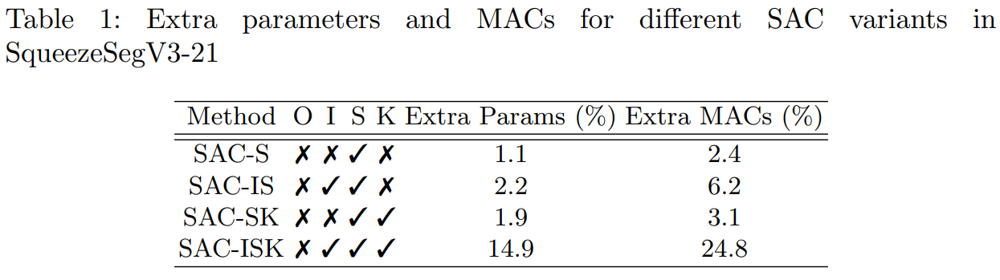 Table 1: Extra parameters and MACs for different SAC variants in
SqueezeSegV3-21
Method O I S K Extra Params (%) Extra MACs (%)
SAC-S ✗ ✗ ✓ ✗ 1.1 2.4
SAC-IS ✗ ✓ ✓ ✗ 2.2 6.2
SAC-SK ✗ ✗ ✓ ✓ 1.9 3.1
SAC-ISK ✗ ✓ ✓ ✓ 14.9 24.8